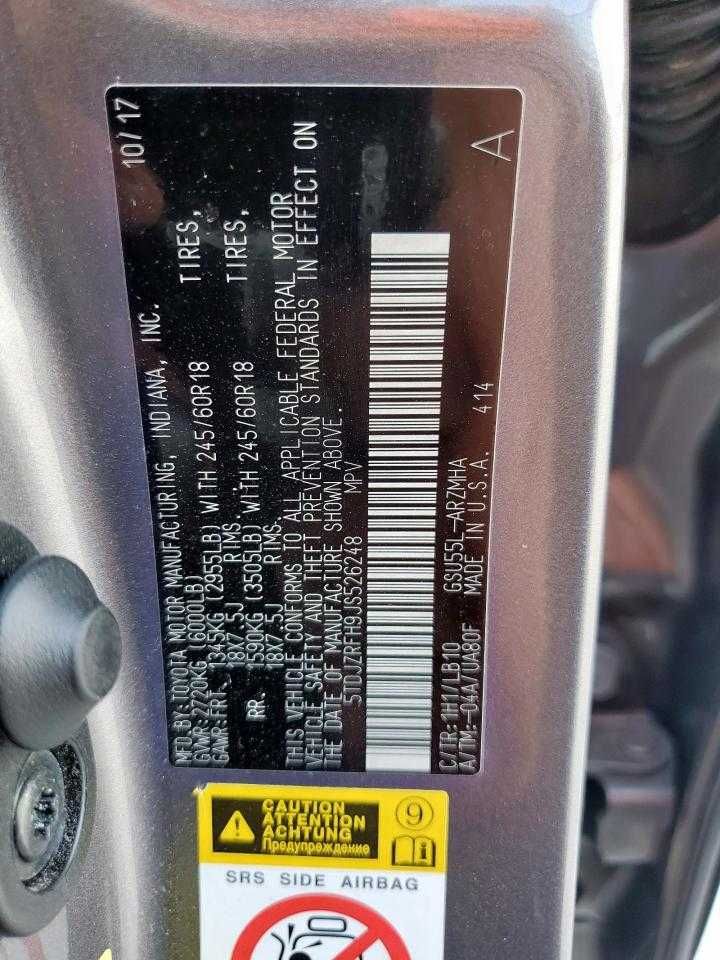 MFD.BY:TOYOTA MOTOR MANUFACTURING, INDIANA, INC. 10/17
GVWR:2720KG (6000LB)
GAWR:FRT. 1345KG (2955LB) WITH 245/60R18 TIRES,
18X7.5J RIMS.
RR. 1590KG (3505LB) WITH 245/60R18 TIRES,
18X7.5J RIMS.
THIS VEHICLE CONFORMS TO ALL APPLICABLE FEDERAL MOTOR
VEHICLE SAFETY AND THEFT PREVENTION STANDARDS IN EFFECT ON
THE DATE OF MANUFACTURE SHOWN ABOVE.
5TDJZRFH9JS526248 MPV
C/TR:1H1/LB10 GSU55L-ARZMHA
A/TM:-04A/UA80F MADE IN U.S.A. 414 A
CAUTION
ATTENTION
ACHTUNG
Предупреждение
9
i
SRS SIDE AIRBAG